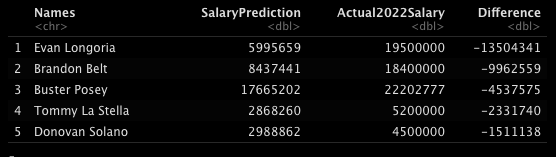 Names SalaryPrediction Actual2022Salary Difference
<chr> <dbl> <dbl> <dbl>
1 Evan Longoria 5995659 19500000 -13504341
2 Brandon Belt 8437441 18400000 -9962559
3 Buster Posey 17665202 22202777 -4537575
4 Tommy La Stella 2868260 5200000 -2331740
5 Donovan Solano 2988862 4500000 -1511138